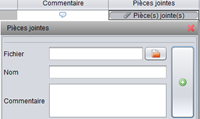 Commentaire Pièces jointes
Pièce(s) jointe(s)
Pièces jointes
Fichier
Nom
Commentaire